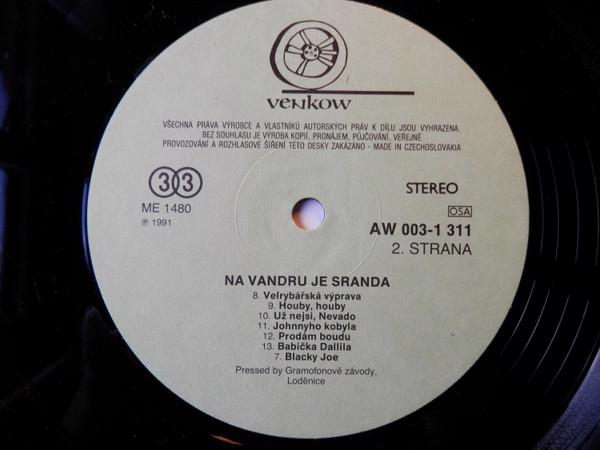 venkow
VŠECHNA PRÁVA VÝROBCE A VLASTNÍKŮ AUTORSKÝCH PRÁV K DÍLU JSOU VYHRAZENA.
BEZ SOUHLASU JE VÝROBA KOPIÍ, PRONÁJEM, PŮJČOVÁNÍ, VEŘEJNÉ
PROVOZOVÁNÍ A ROZHLASOVÉ ŠÍŘENÍ TÉTO DESKY ZAKÁZÁNO - MADE IN CZECHOSLOVAKIA
33
STEREO
ME 1480
℗ 1991
OSA
AW 003-1 311
2. STRANA
NA VANDRU JE SRANDA
8. Velrybářská výprava
9. Houby, houby
10. Už nejsi, Nevado
11. Johnnyho kobyla
12. Prodám boudu
13. Babička Dallila
7. Blacky Joe
Pressed by Gramofonové závody,
Loděnice